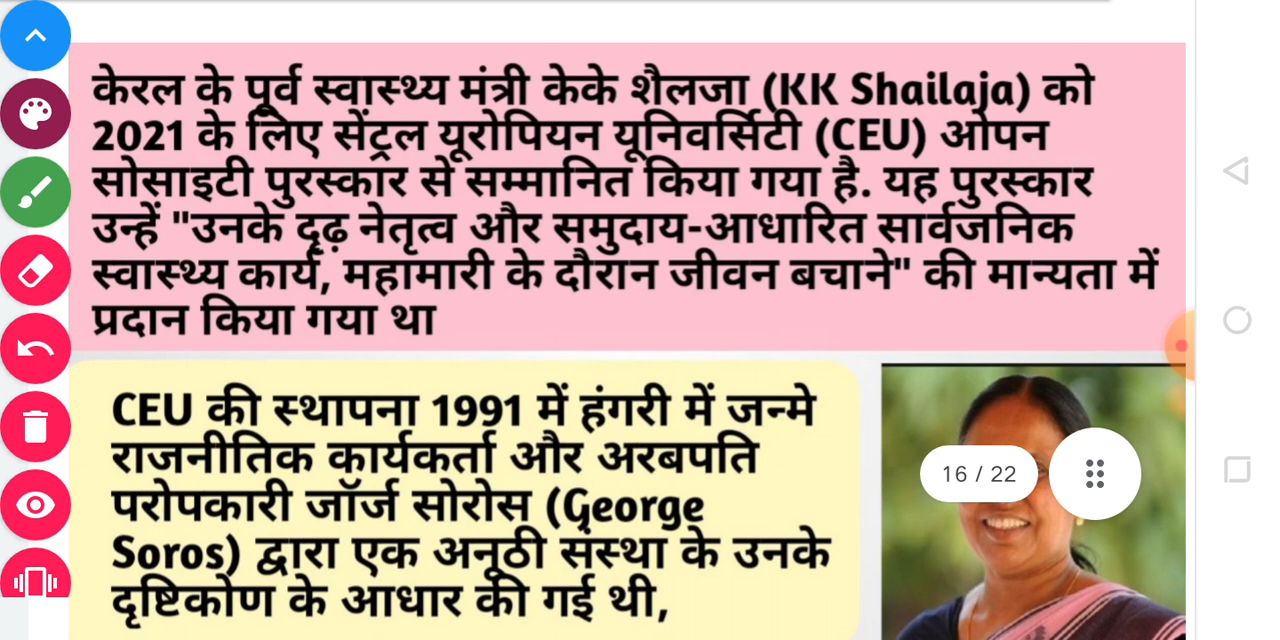 केरल के पूर्व स्वास्थ्य मंत्री केके शैलजा (KK Shailaja) को
2021 के लिए सेंट्रल यूरोपियन यूनिवर्सिटी (CEU) ओपन
सोसाइटी पुरस्कार से सम्मानित किया गया है. यह पुरस्कार
उन्हें "उनके दृढ़ नेतृत्व और समुदाय-आधारित सार्वजनिक
स्वास्थ्य कार्य, महामारी के दौरान जीवन बचाने" की मान्यता में
प्रदान किया गया था
CEU की स्थापना 1991 में हंगरी में जन्मे
राजनीतिक कार्यकर्ता और अरबपति
परोपकारी जॉर्ज सोरोस (George
Soros) द्वारा एक अनूठी संस्था के उनके
दृष्टिकोण के आधार की गई थी,
16 / 22